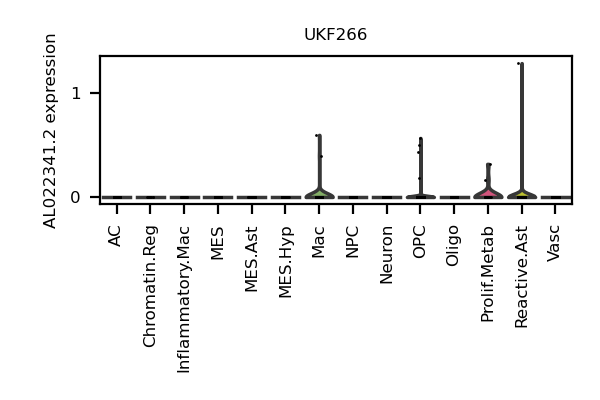 UKF266
AL022341.2 expression
1
0
AC
Chromatin.Reg
Inflammatory.Mac
MES
MES.Ast
MES.Hyp
Mac
NPC
Neuron
OPC
Oligo
Prolif.Metab
Reactive.Ast
Vasc